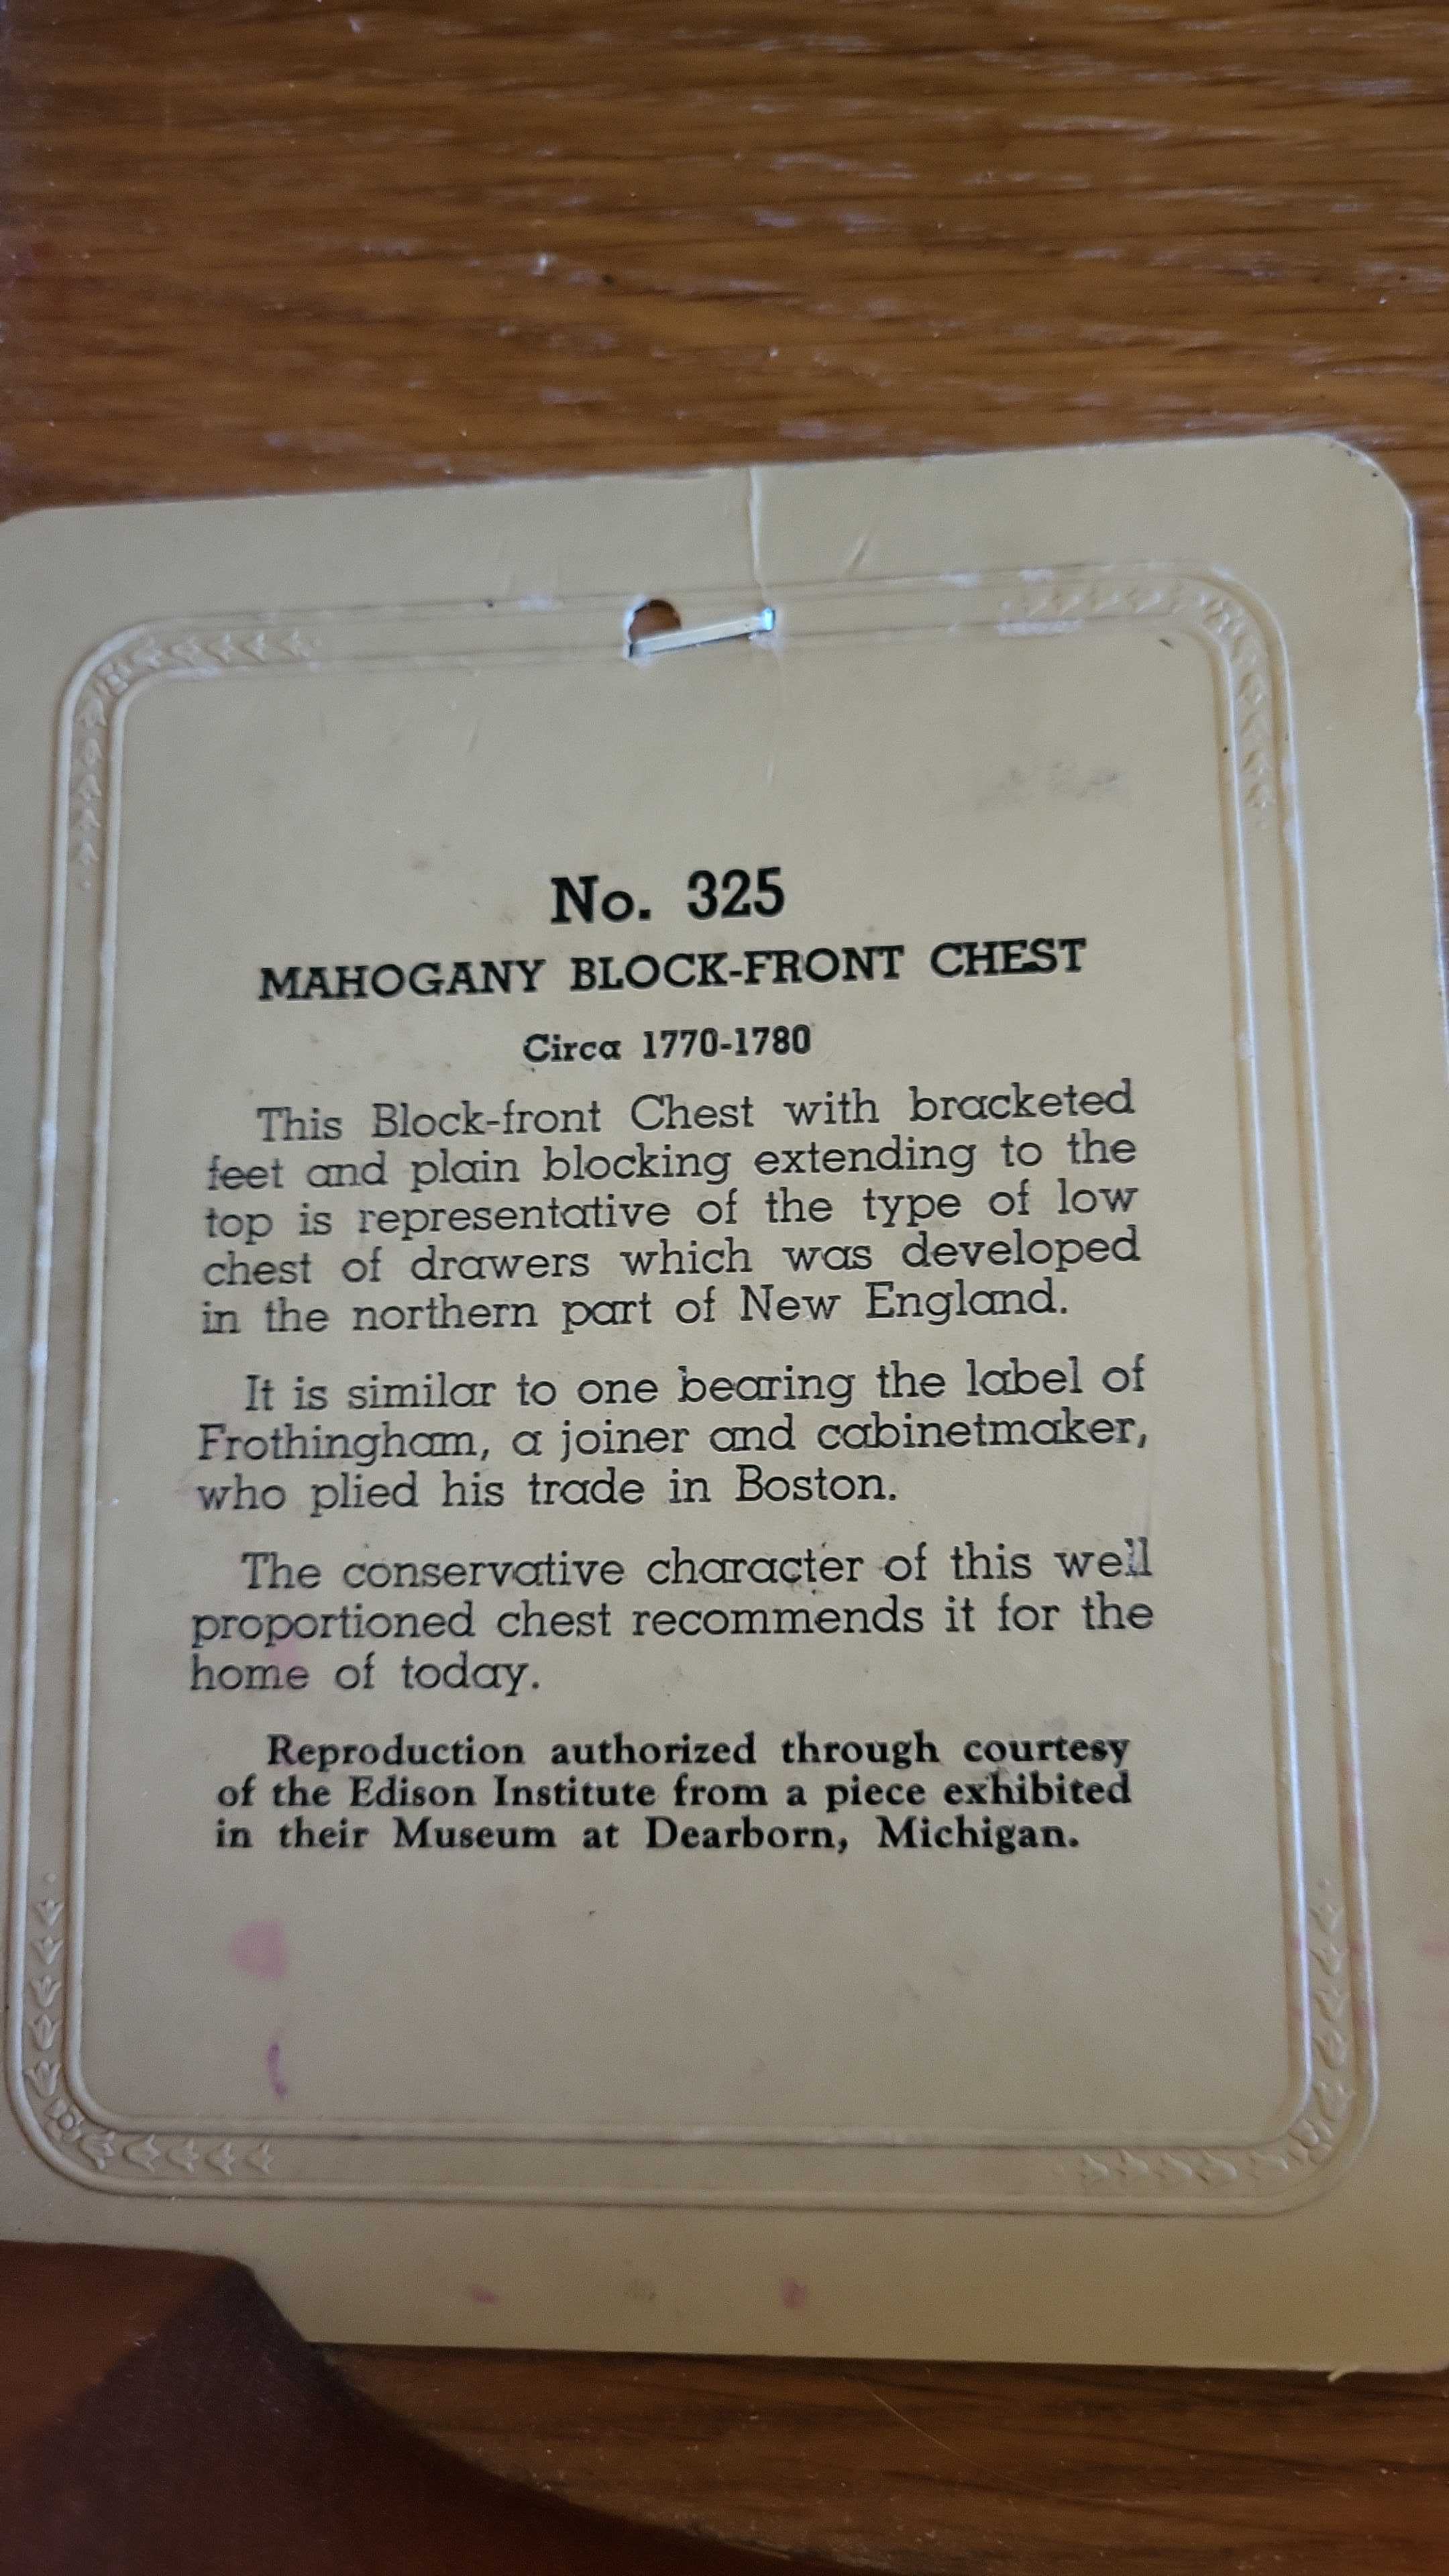 No. 325
MAHOGANY BLOCK-FRONT CHEST
Circa 1770-1780
This Block-front Chest with bracketed
feet and plain blocking extending to the
top is representative of the type of low
chest of drawers which was developed
in the northern part of New England.
It is similar to one bearing the label of
Frothingham, a joiner and cabinetmaker,
who plied his trade in Boston.
The conservative character of this well
proportioned chest recommends it for the
home of today.
Reproduction authorized through courtesy
of the Edison Institute from a piece exhibited
in their Museum at Dearborn, Michigan.